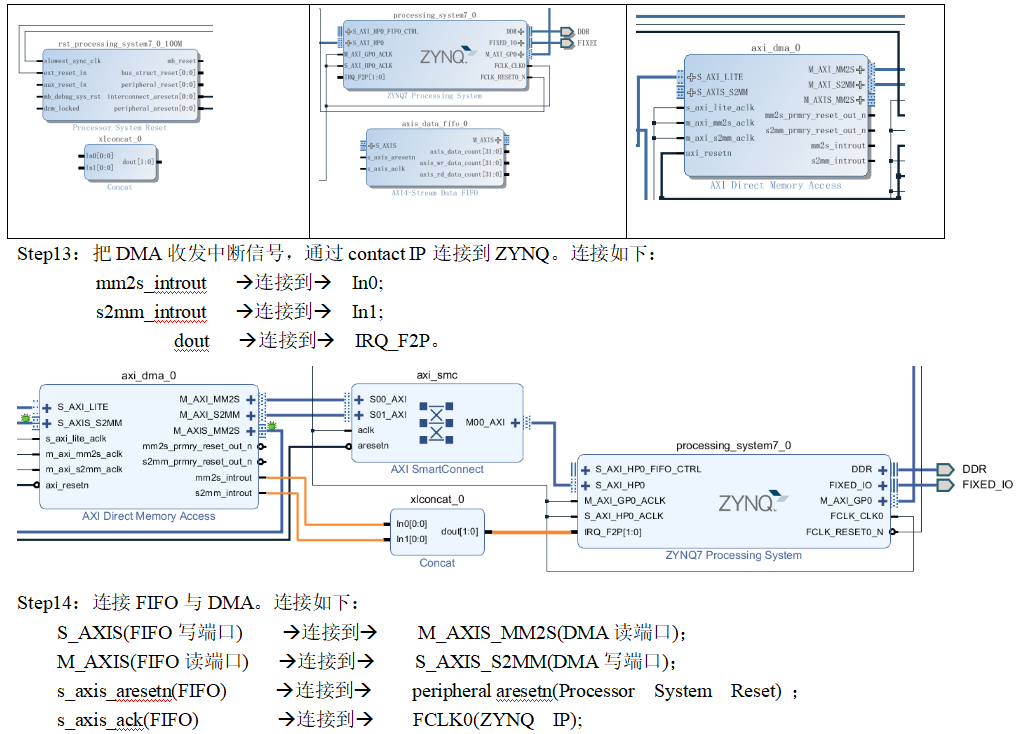 rst_processing_system7_0_100M
slowest_sync_clk mb_reset
ext_reset_in bus_struct_reset[0:0]
aux_reset_in peripheral_reset[0:0]
mb_debug_sys_rst interconnect_aresetn[0:0]
dcm_locked peripheral_aresetn[0:0]
Processor System Reset
xlconcat_0
In0[0:0] dout[1:0]
In1[0:0]
Concat
processing_system7_0
S_AXI_HP0_FIFO_CTRL DDR DDR
S_AXI_HP0 FIXED_IO FIXEI
M_AXI_GP0_ACLK M_AXI_GP0
S_AXI_HP0_ACLK FCLK_CLK0
IRQ_F2P[1:0] FCLK_RESET0_N
ZYNQ
ZYNQ7 Processing System
axis_data_fifo_0
S_AXIS M_AXIS
axis_data_count[31:0]
s_axis_aresetn axis_wr_data_count[31:0]
s_axis_aclk axis_rd_data_count[31:0]
AXI4-Stream Data FIFO
axi_dma_0
S_AXI_LITE M_AXI_MM2S
S_AXIS_S2MM M_AXI_S2MM
s_axi_lite_aclk M_AXIS_MM2S
m_axi_mm2s_aclk mm2s_prmry_reset_out_n
m_axi_s2mm_aclk s2mm_prmry_reset_out_n
axi_resetn mm2s_introut
s2mm_introut
AXI Direct Memory Access
Step13：把 DMA 收发中断信号，通过 contact IP 连接到 ZYNQ。连接如下：
mm2s_introut →连接到→ In0;
s2mm_introut →连接到→ In1;
dout →连接到→ IRQ_F2P。
axi_dma_0
S_AXI_LITE M_AXI_MM2S
S_AXIS_S2MM M_AXI_S2MM
s_axi_lite_aclk M_AXIS_MM2S
m_axi_mm2s_aclk mm2s_prmry_reset_out_n
m_axi_s2mm_aclk s2mm_prmry_reset_out_n
axi_resetn mm2s_introut
s2mm_introut
AXI Direct Memory Access
axi_smc
S00_AXI
S01_AXI M00_AXI
aclk
aresetn
AXI SmartConnect
xlconcat_0
In0[0:0] dout[1:0]
In1[0:0]
Concat
processing_system7_0
S_AXI_HP0_FIFO_CTRL DDR DDR
S_AXI_HP0 FIXED_IO FIXED_IO
M_AXI_GP0_ACLK M_AXI_GP0
S_AXI_HP0_ACLK FCLK_CLK0
IRQ_F2P[1:0] FCLK_RESET0_N
ZYNQ
ZYNQ7 Processing System
Step14：连接 FIFO 与 DMA。连接如下：
S_AXIS(FIFO 写端口) →连接到→ M_AXIS_MM2S(DMA 读端口)；
M_AXIS(FIFO 读端口) →连接到→ S_AXIS_S2MM(DMA 写端口)；
s_axis_aresetn(FIFO) →连接到→ peripheral aresetn(Processor System Reset) ；
s_axis_ack(FIFO) →连接到→ FCLK0(ZYNQ IP);